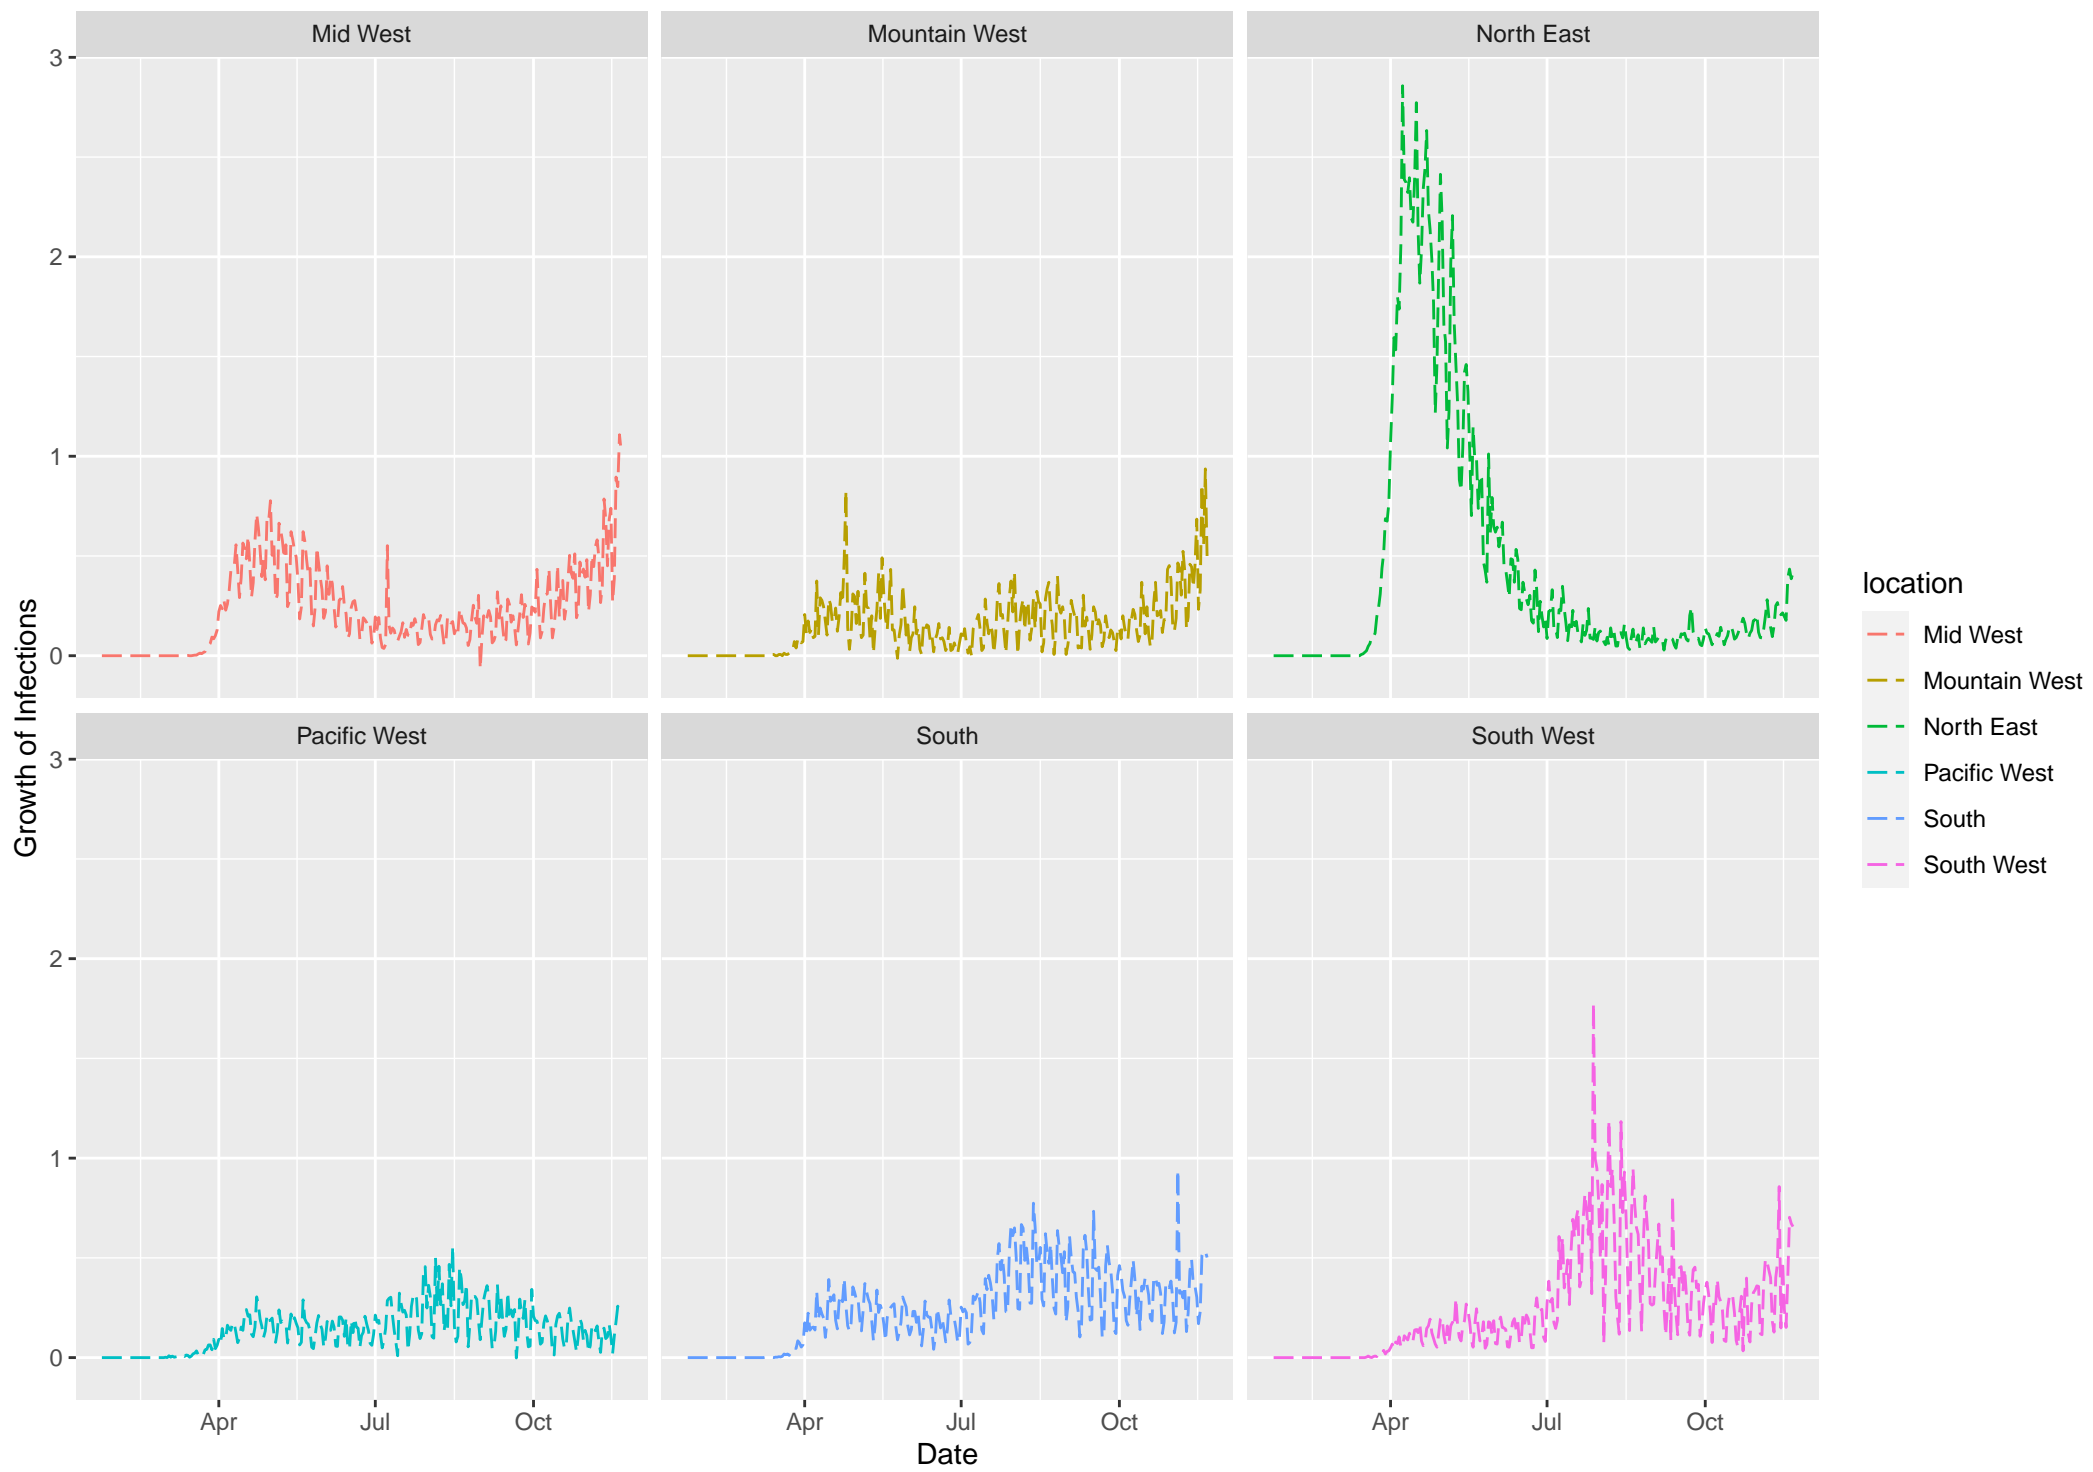 Mid West
Mountain West
North East
3
2
1
0
Growth of Infections
Pacific West
South
South West
3
2
1
0
Apr
Jul
Oct
Apr
Jul
Oct
Apr
Jul
Oct
Date
location
Mid West
Mountain West
North East
Pacific West
South
South West